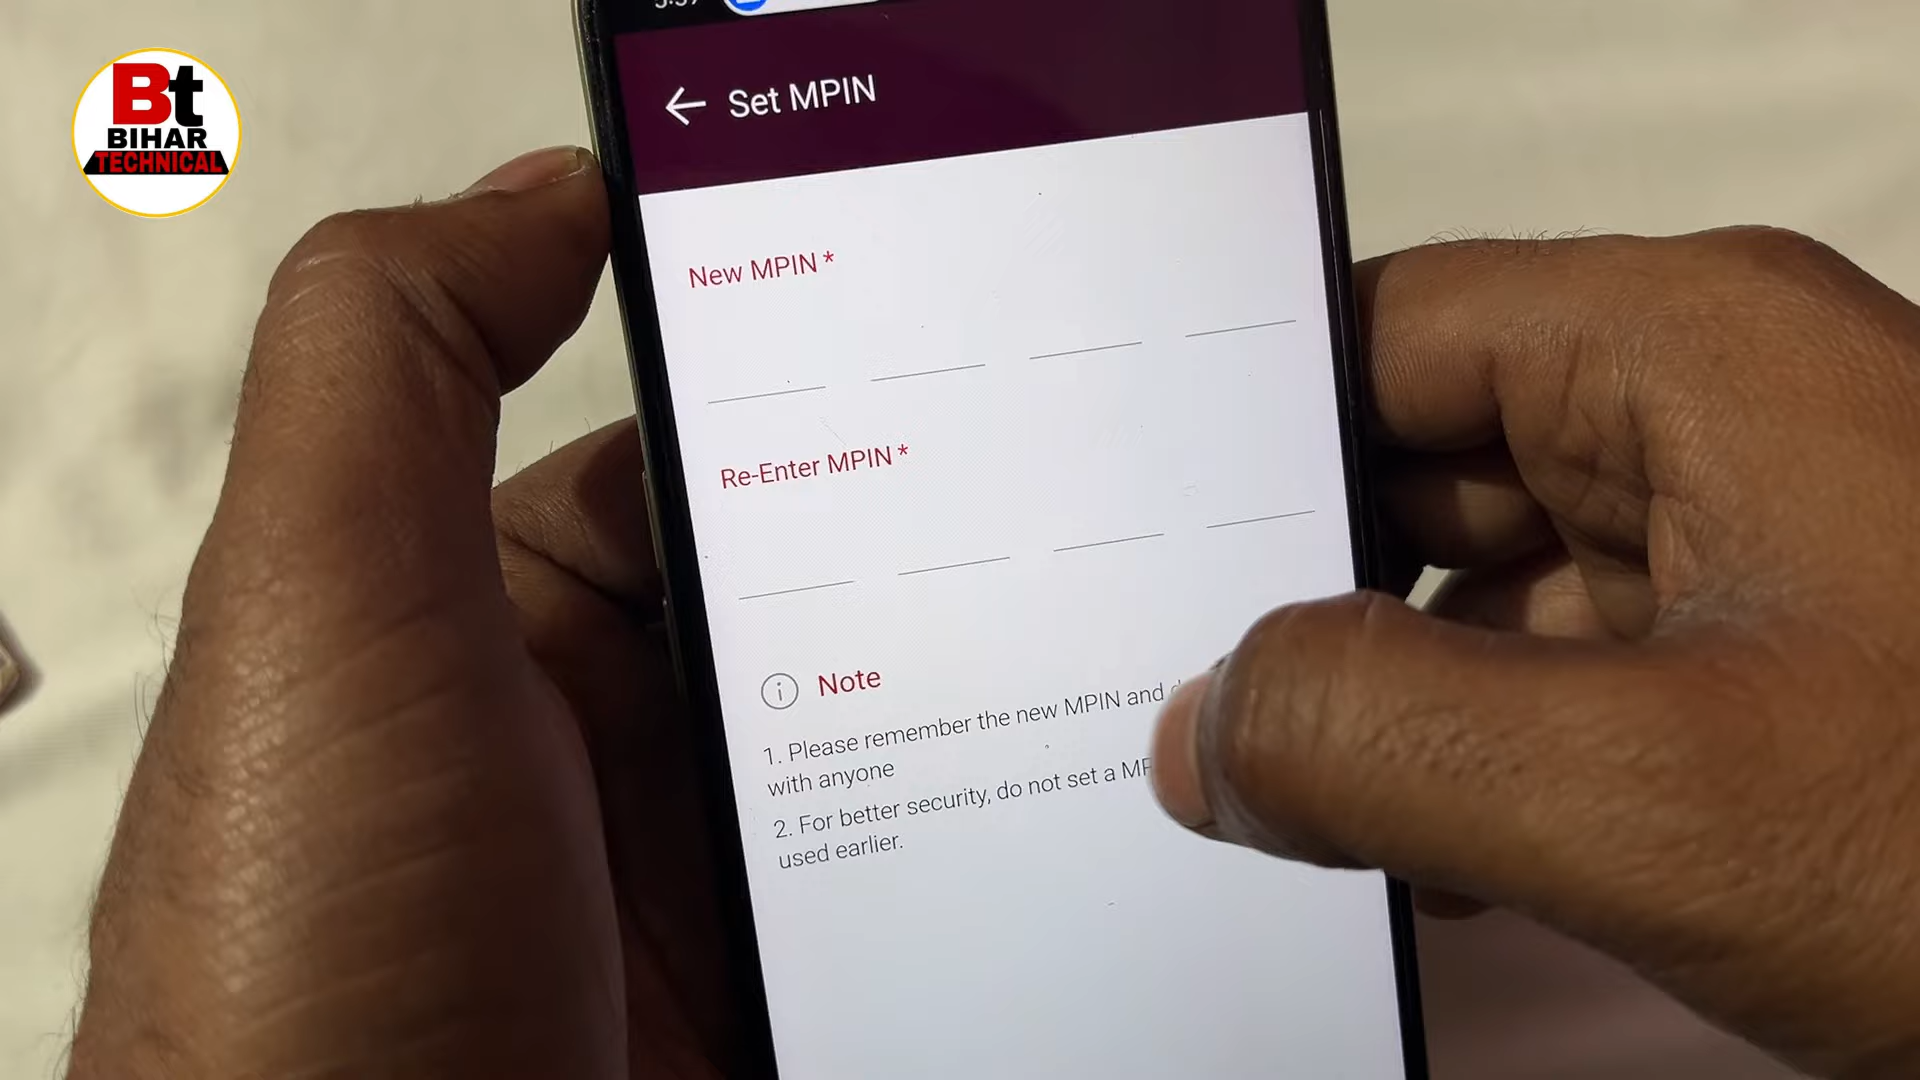 Bt
BIHAR
TECHNICAL
Set MPIN
New MPIN *
Re-Enter MPIN *
Note
1. Please remember the new MPIN and
with anyone
2. For better security, do not set a
used earlier.